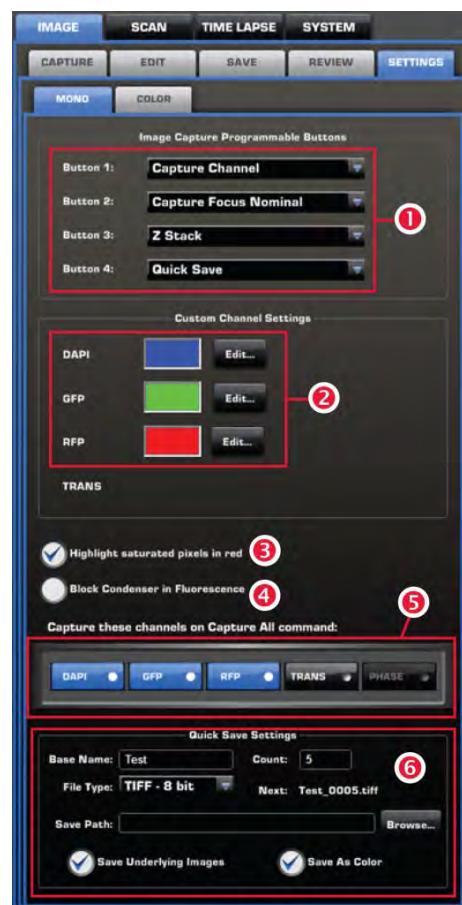 IMAGE SCAN TIME LAPSE SYSTEM
CAPTURE EDIT SAVE REVIEW SETTINGS
MONO COLOR
Image Capture Programmable Buttons
Button 1: Capture Channel
Button 2: Capture Focus Nominal
1
Button 3: Z Stack
Button 4: Quick Save
Custom Channel Settings
DAPI Edit...
GFP Edit...
2
RFP Edit...
TRANS
Highlight saturated pixels in red 3
Block Condenser in Fluorescence 4
5
Capture these channels on Capture All command:
DAPI GFP RFP TRANS PHASE
Quick Save Settings
Base Name: Test Count: 5
6
File Type: TIFF - 8 bit Next: Test_0005.tiff
Save Path: Browse...
Save Underlying Images Save As Color